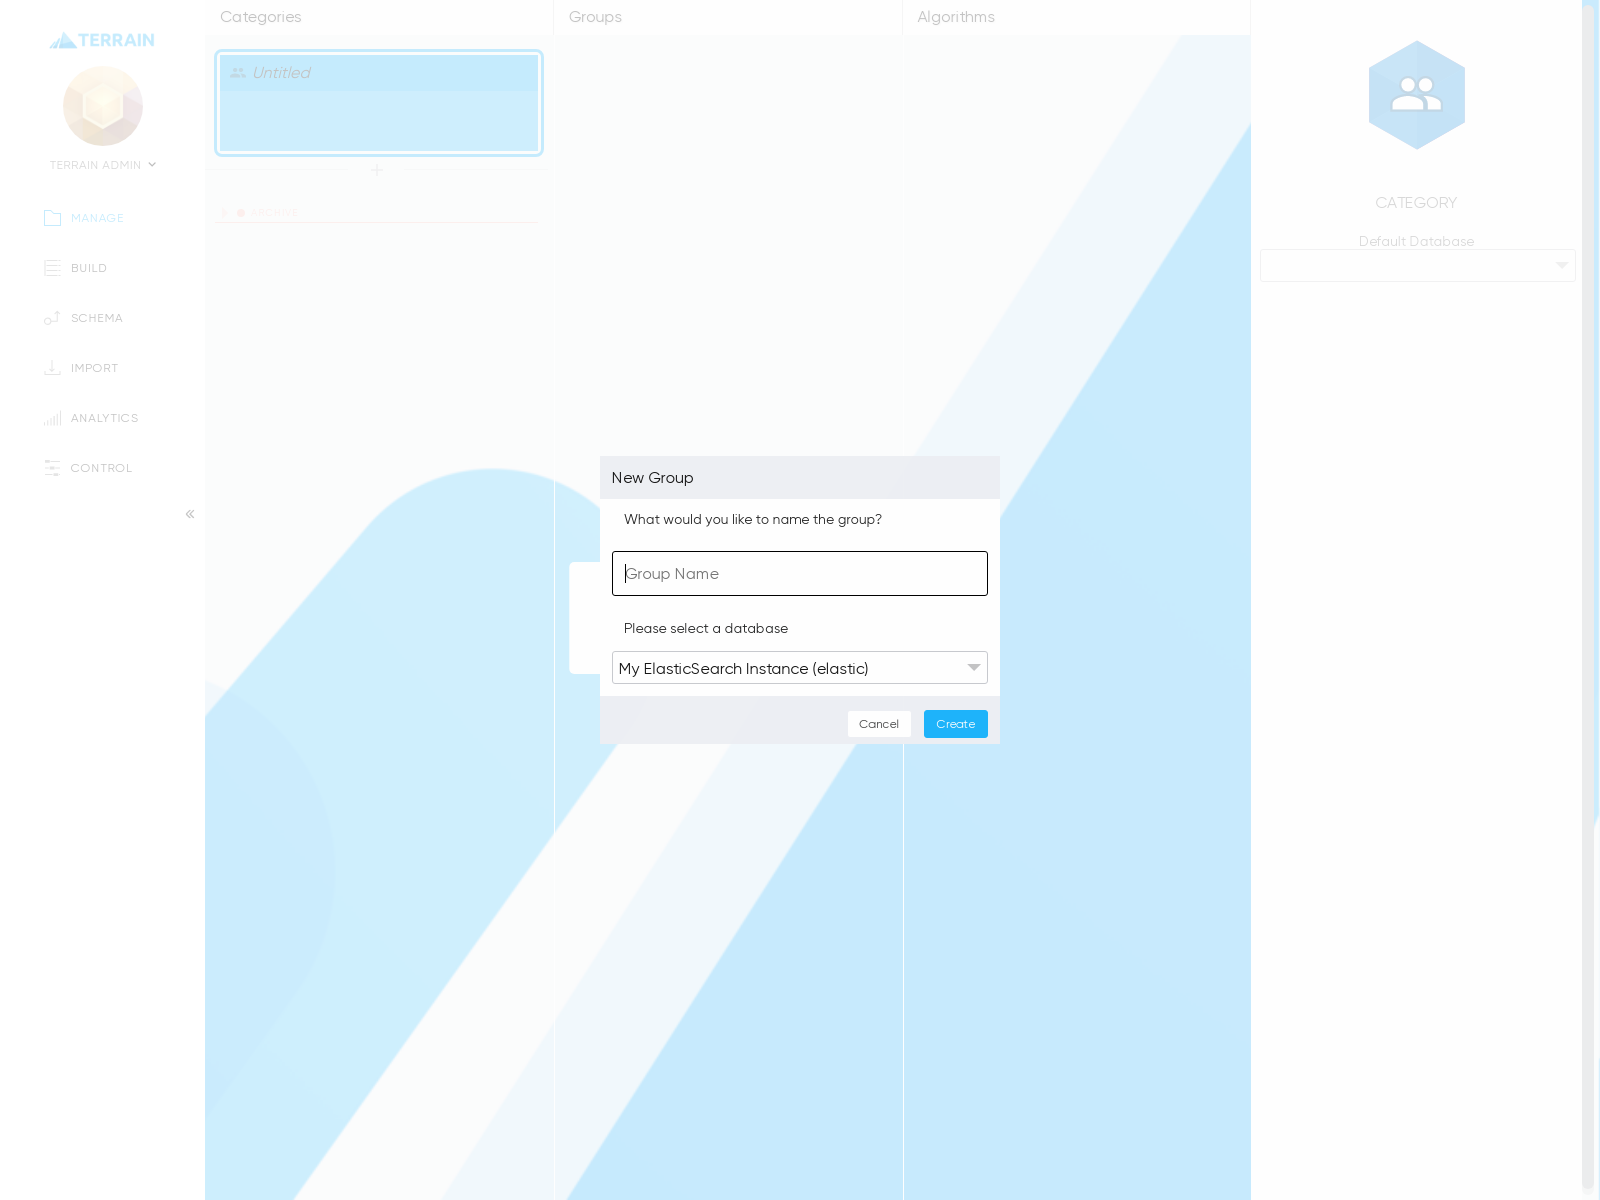 TERRAIN
TERRAIN ADMIN
MANAGE
BUILD
SCHEMA
IMPORT
ANALYTICS
CONTROL
Categories
Groups
Algorithms
Untitled
ARCHIVE
New Group
What would you like to name the group?
Group Name
Please select a database
My ElasticSearch Instance (elastic)
Cancel
Create
CATEGORY
Default Database